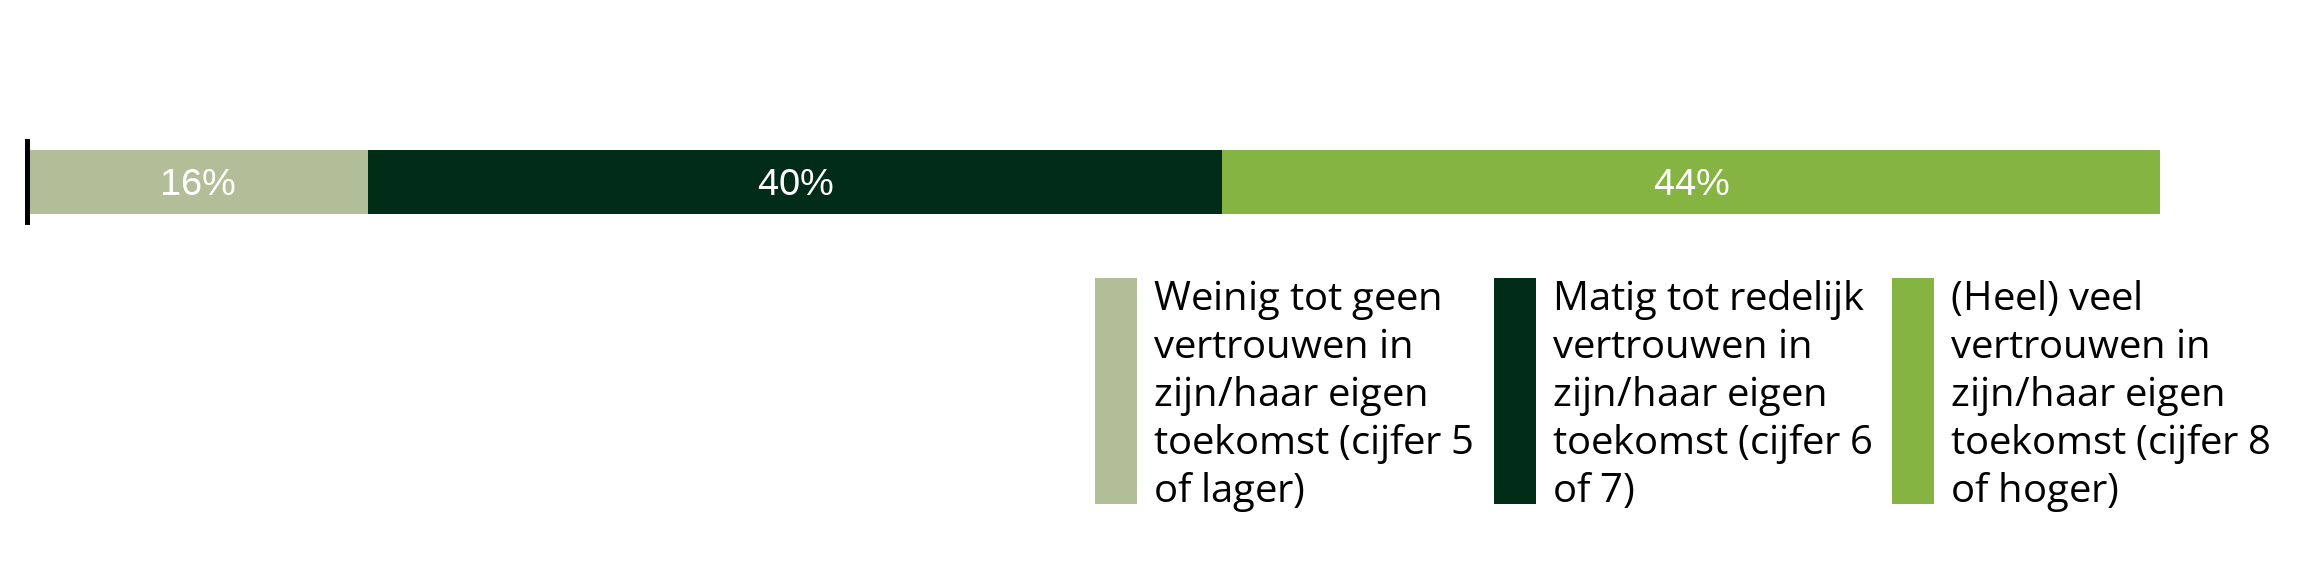 16%
40%
44%
Weinig tot geen
vertrouwen in
zijn/haar eigen
toekomst (cijfer 5
of lager)
Matig tot redelijk
vertrouwen in
zijn/haar eigen
toekomst (cijfer 6
of 7)
(Heel) veel
vertrouwen in
zijn/haar eigen
toekomst (cijfer 8
of hoger)